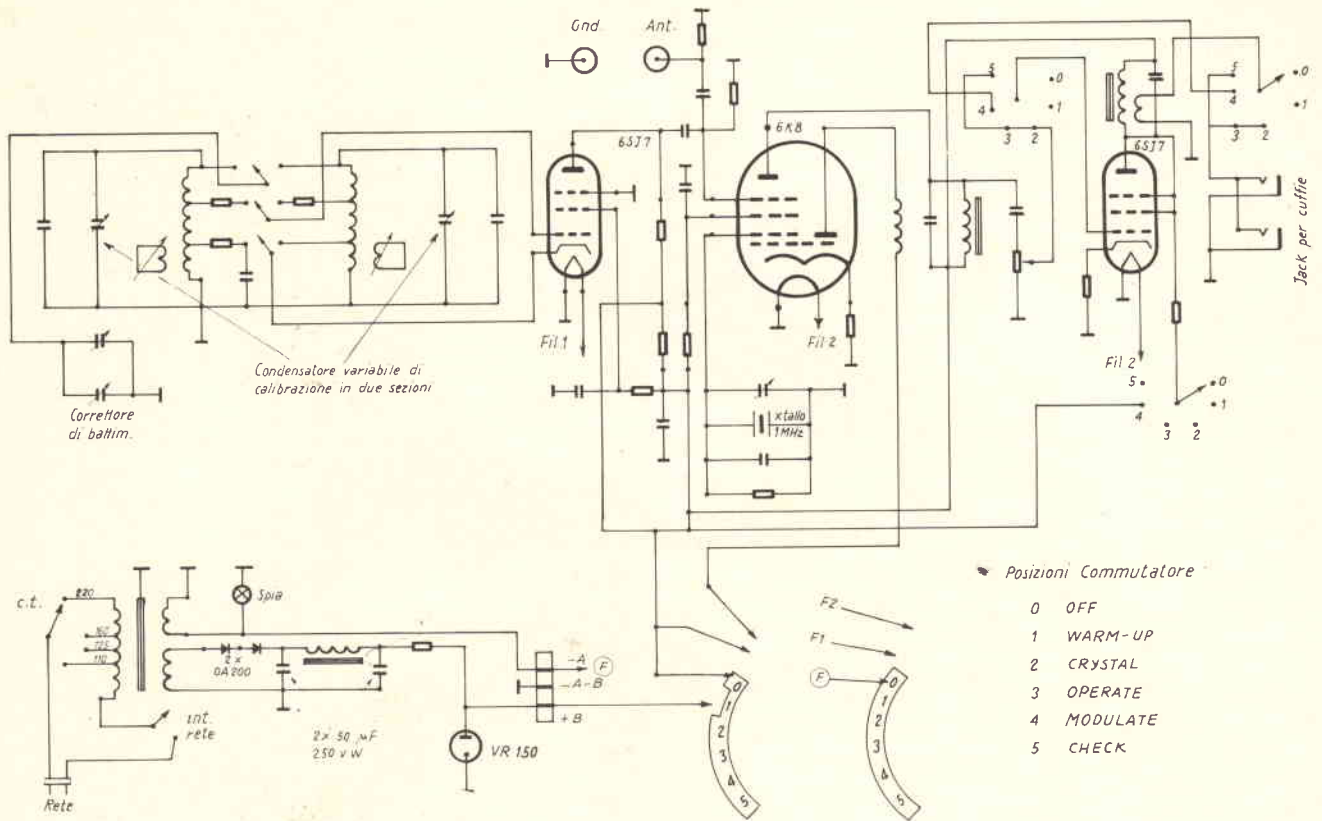 Gnd.
Ant.
6SJ7
6K8
6SJ7
5
4
3
2
0
1
5
4
3
2
0
1
Jack per cuffie
Fil.1
Fil 2
Fil 2
Condensatore variabile di
calibrazione in due sezioni
Correttore
di battim.
xtallo
1MHz
5
4
3
2
0
1
c.t.
220
160
125
110
Spia
2 x
OA200
int.
rete
Rete
2 x 50 µF
250 v W
VR 150
-A
F
-A-B
+B
F2
F1
F
0
1
2
3
4
5
0
1
2
3
4
5
Posizioni Commutatore
0 OFF
1 WARM-UP
2 CRYSTAL
3 OPERATE
4 MODULATE
5 CHECK